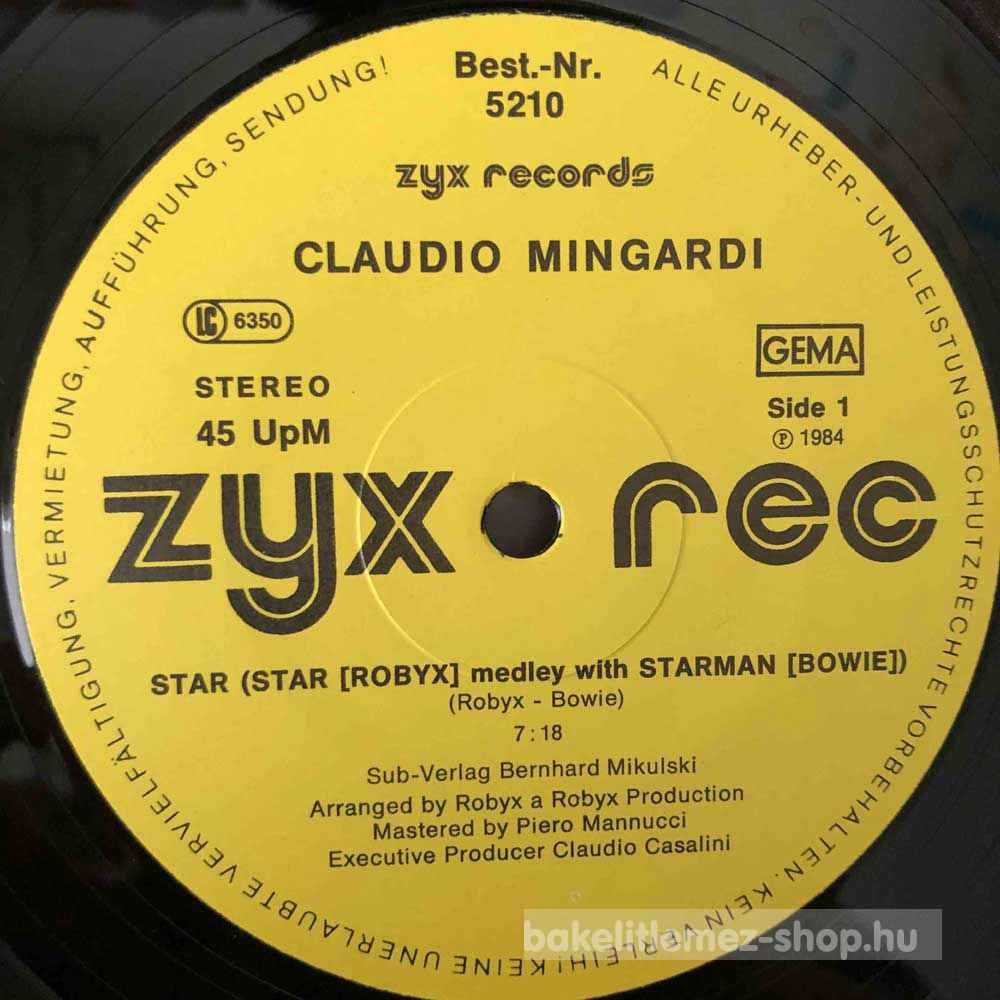 Best.-Nr.
5210
zyx records
CLAUDIO MINGARDI
LC 6350
GEMA
STEREO
45 UpM
Side 1
℗ 1984
zyx rec
STAR (STAR [ROBYX] medley with STARMAN [BOWIE])
(Robyx - Bowie)
7:18
Sub-Verlag Bernhard Mikulski
Arranged by Robyx a Robyx Production
Mastered by Piero Mannucci
Executive Producer Claudio Casalini
ALLE URHEBER- UND LEISTUNGSSCHUTZRECHTE VORBEHALTEN. KEIN VERLEIH! KEINE UNERLAUBTE VERVIELFÄLTIGUNG, VERMIETUNG, AUFFÜHRUNG, SENDUNG!
bakelitlemez-shop.hu